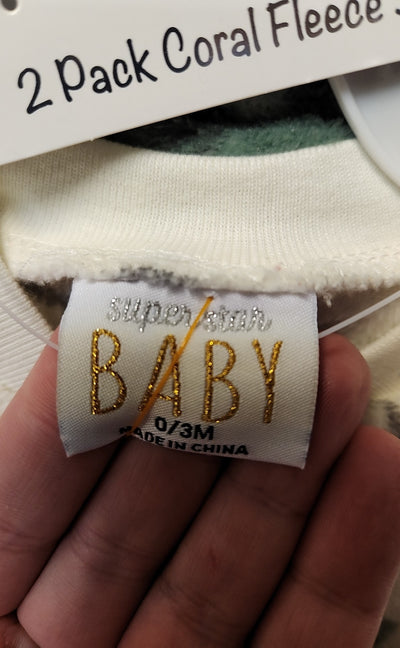 2 Pack Coral Fleece
super star
BABY
0/3M
MADE IN CHINA